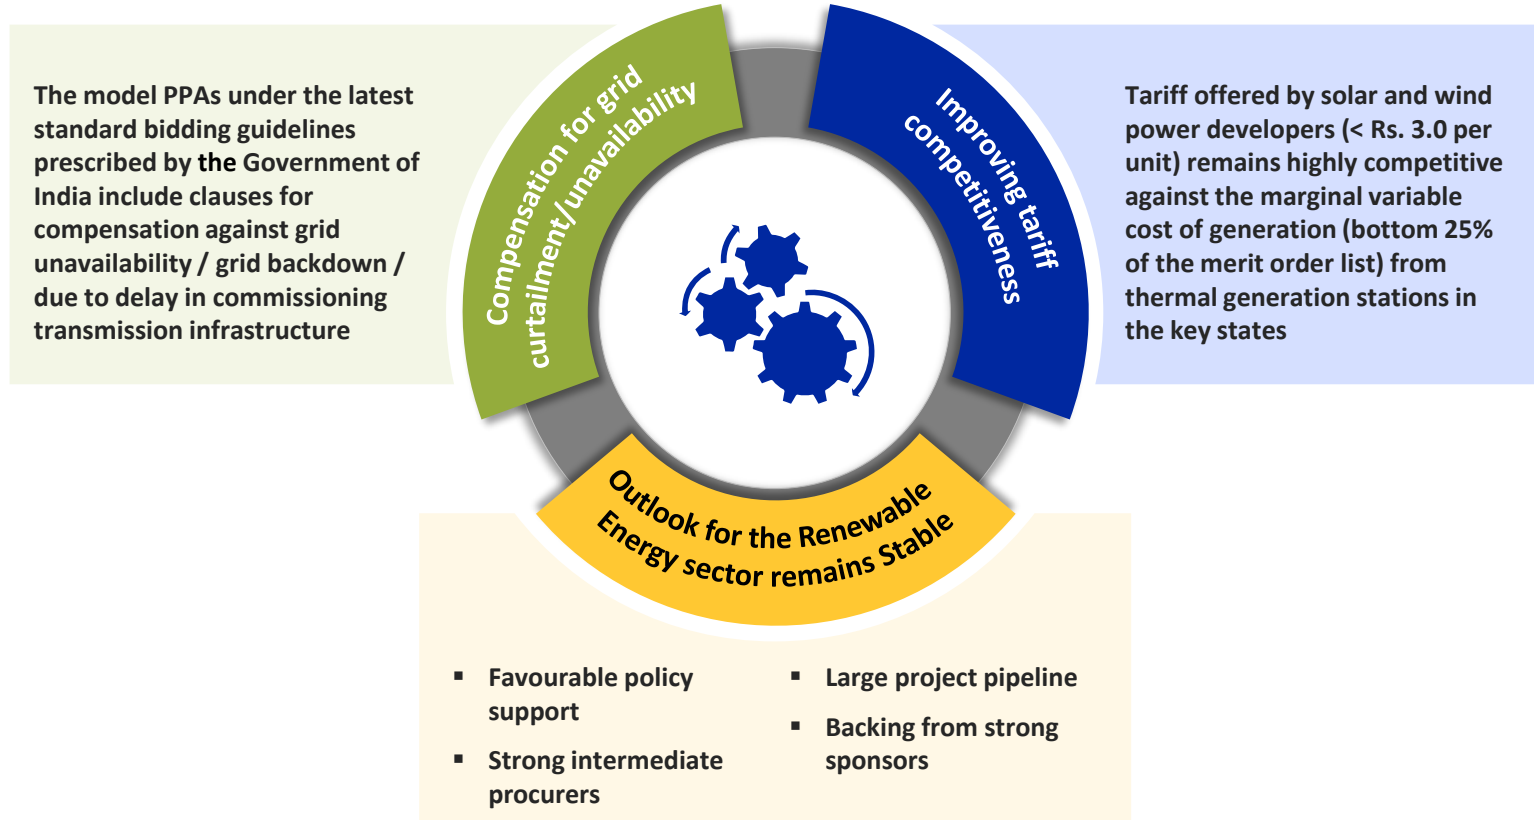 The model PPAs under the latest
standard bidding guidelines
prescribed by the Government of
India include clauses for
compensation against grid
unavailability / grid backdown /
due to delay in commissioning
transmission infrastructure
Compensation for grid
curtailment/unavailability
Improving tariff
competitiveness
Tariff offered by solar and wind
power developers (< Rs. 3.0 per
unit) remains highly competitive
against the marginal variable
cost of generation (bottom 25%
of the merit order list) from
thermal generation stations in
the key states
Outlook for the Renewable
Energy sector remains Stable
▪ Favourable policy
support
▪ Strong intermediate
procurers
▪ Large project pipeline
▪ Backing from strong
sponsors